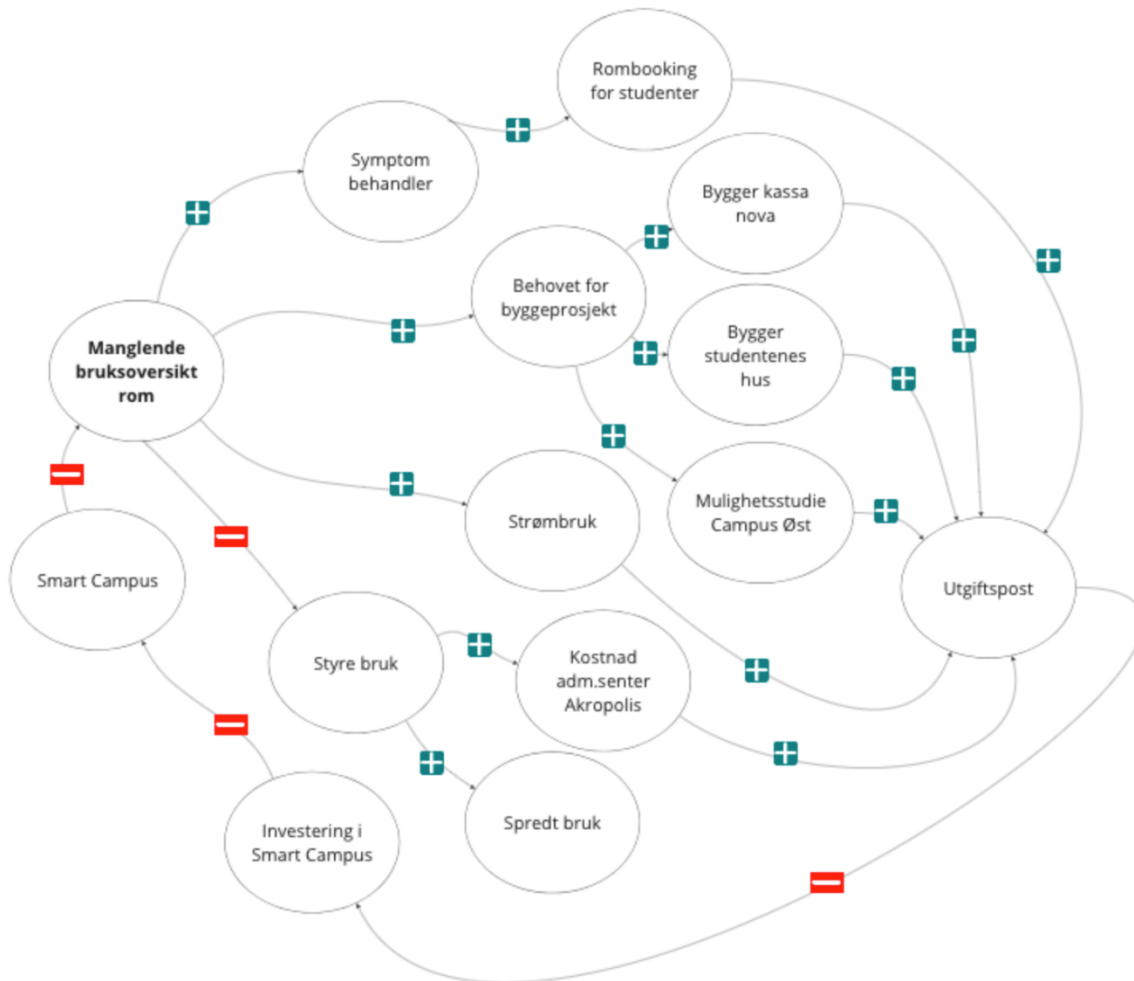 Rombooking
for studenter
Symptom
behandler
Bygger kassa
nova
Behovet for
byggeprosjekt
Bygger
studentenes
hus
Manglende
bruksoversikt
rom
Strømbruk
Mulighetsstudie
Campus Øst
Smart Campus
Utgiftspost
Styre bruk
Kostnad
adm.senter
Akropolis
Spredt bruk
Investering i
Smart Campus